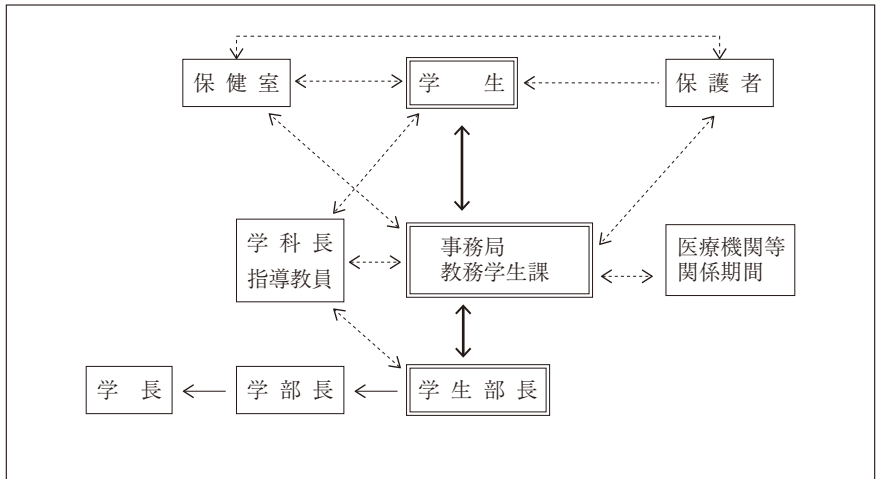 保健室
学生
保護者
学科長
指導教員
事務局
教務学生課
医療機関等
関係期間
学長
学部長
学生部長